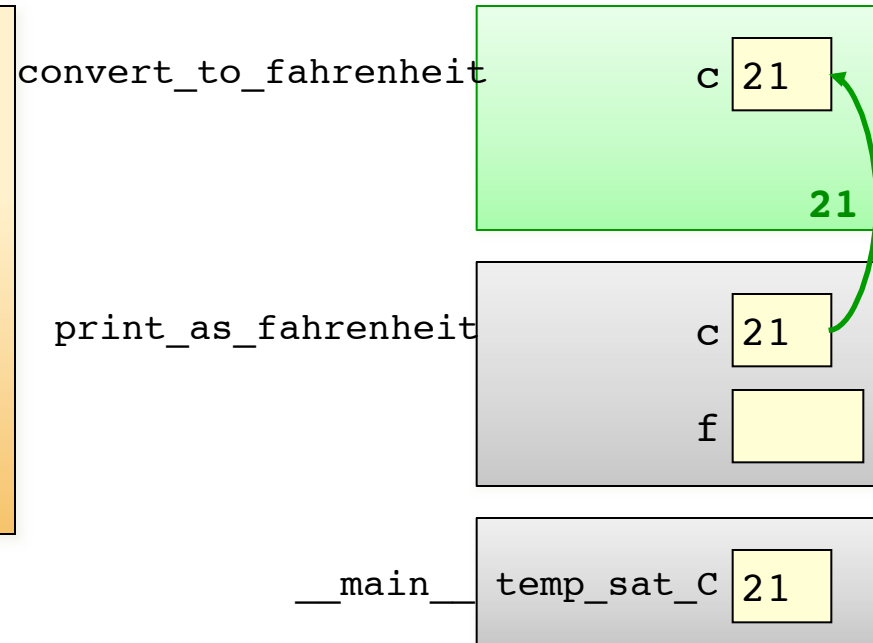 convert_to_fahrenheit c 21
21
print_as_fahrenheit c 21
f
__main__ temp_sat_C 21